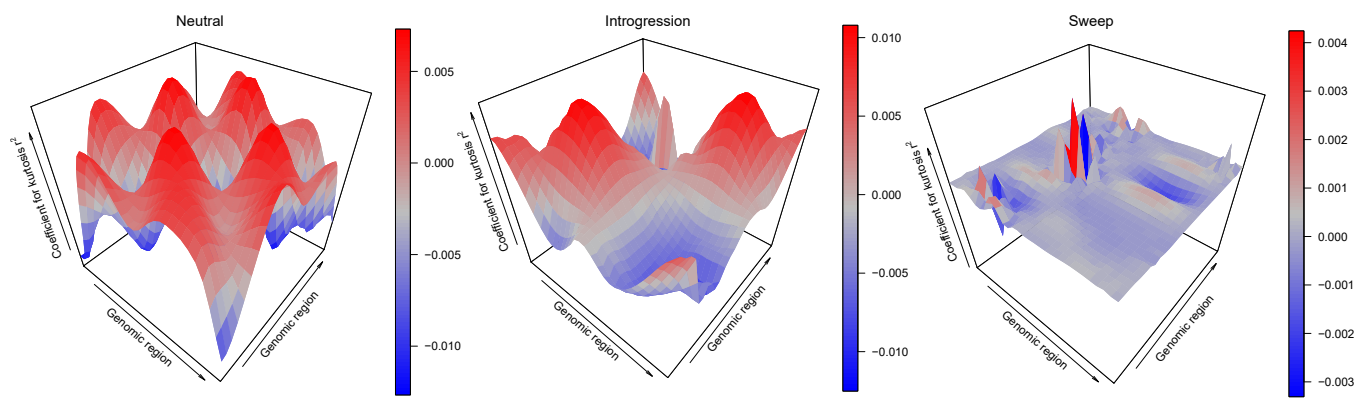 Neutral
Coefficient for kurtosis r²
Genomic region
Genomic region
0.005
0.000
−0.005
−0.010
Introgression
Coefficient for kurtosis r²
Genomic region
Genomic region
0.010
0.005
0.000
−0.005
−0.010
Sweep
Coefficient for kurtosis r²
Genomic region
Genomic region
0.004
0.003
0.002
0.001
0.000
−0.001
−0.002
−0.003